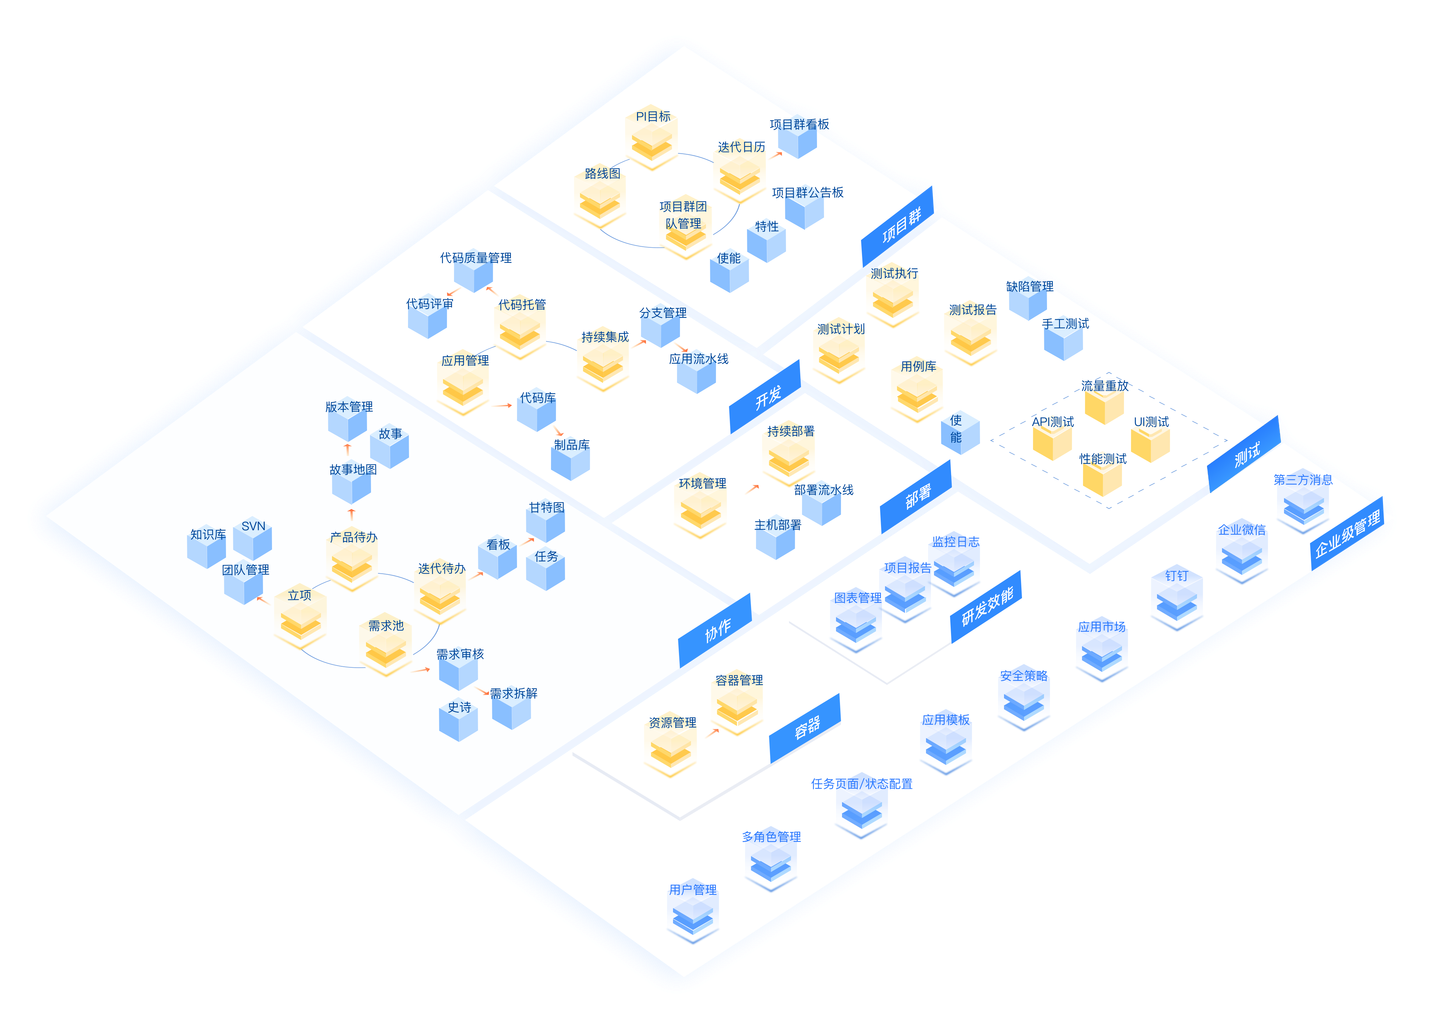 PI目标
项目群看板
迭代日历
路线图
项目群团
队管理
项目群公告板
特性
使能
项目群
代码质量管理
代码评审
代码托管
分支管理
持续集成
应用管理
应用流水线
代码库
制品库
开发
测试执行
缺陷管理
测试报告
手工测试
测试计划
用例库
使
能
流量重放
API测试
UI测试
性能测试
测试
持续部署
环境管理
部署流水线
主机部署
部署
版本管理
故事
故事地图
甘特图
知识库
SVN
产品待办
看板
任务
团队管理
迭代待办
立项
需求池
需求审核
需求拆解
史诗
协作
监控日志
项目报告
图表管理
研发效能
容器管理
资源管理
容器
第三方消息
企业微信
企业级管理
钉钉
应用市场
安全策略
应用模板
任务页面/状态配置
多角色管理
用户管理